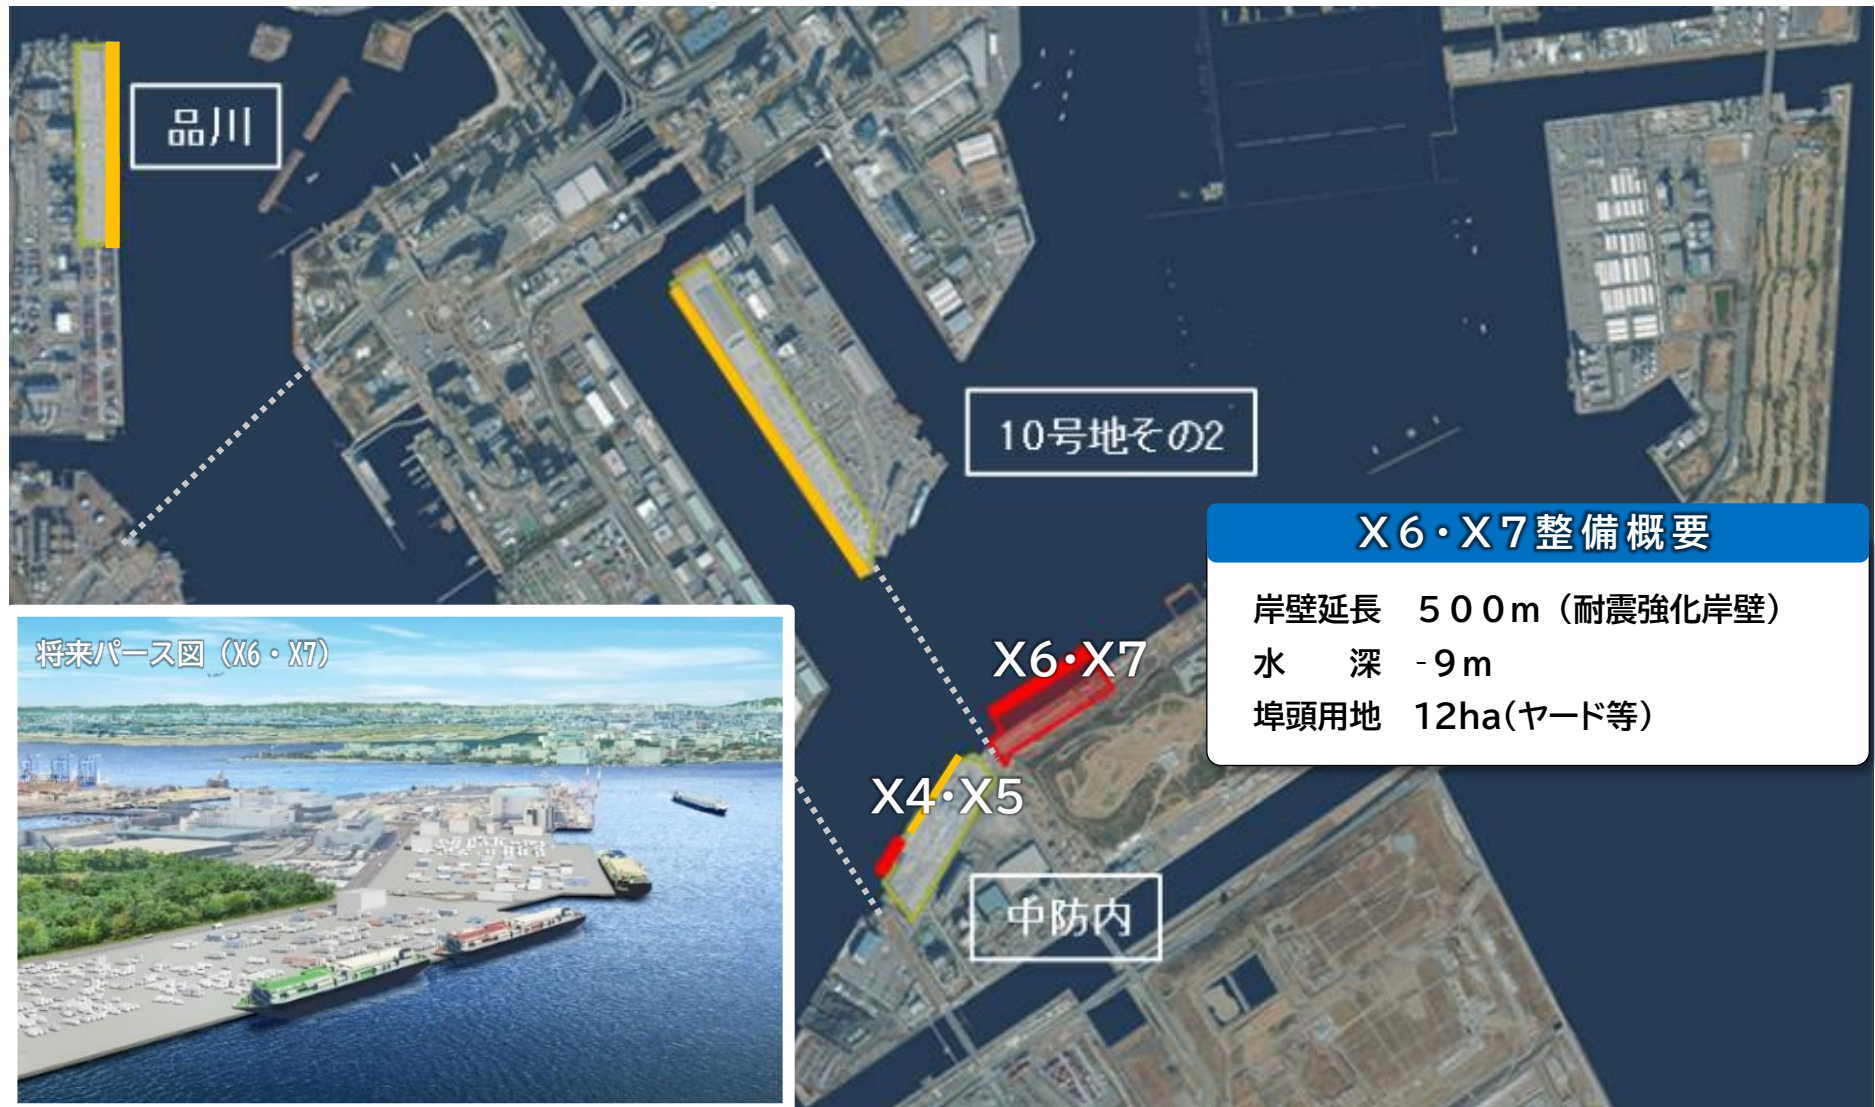 品川
10号地その2
X6・X7整備概要
岸壁延長 500m（耐震強化岸壁）
水 深 -9m
埠頭用地 12ha(ヤード等)
将来パース図（X6・X7）
X6・X7
X4・X5
中防内